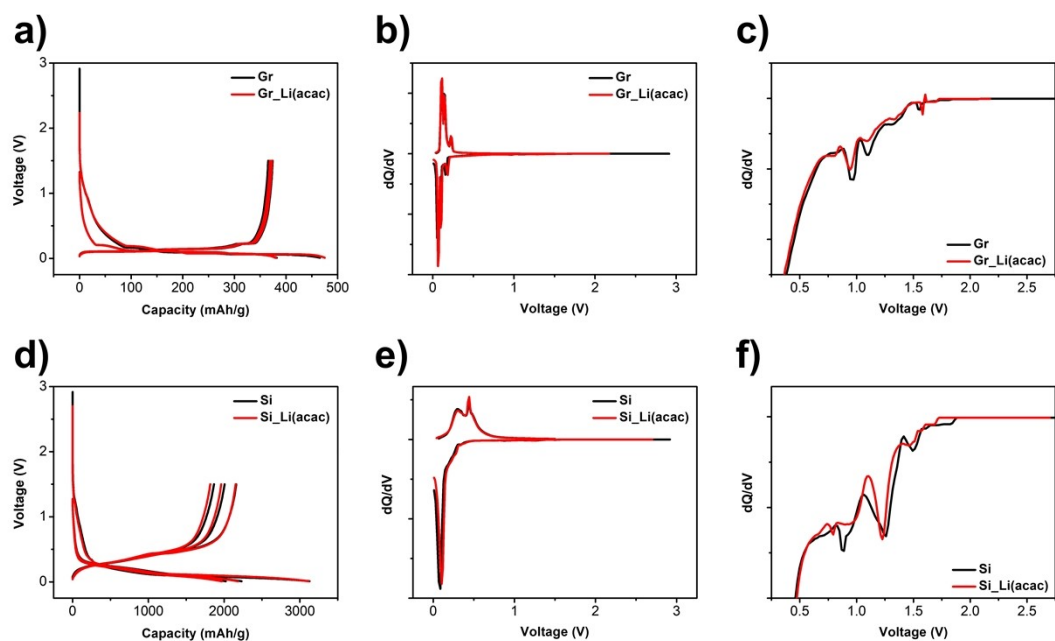 a)
Voltage (V)
3
2
1
0
Gr
Gr_Li(acac)
0 100 200 300 400 500
Capacity (mAh/g)
b)
dQ/dV
Gr
Gr_Li(acac)
0 1 2 3
Voltage (V)
c)
dQ/dV
Gr
Gr_Li(acac)
0.5 1.0 1.5 2.0 2.5
Voltage (V)
d)
Voltage (V)
3
2
1
0
Si
Si_Li(acac)
0 1000 2000 3000
Capacity (mAh/g)
e)
dQ/dV
Si
Si_Li(acac)
0 1 2 3
Voltage (V)
f)
dQ/dV
Si
Si_Li(acac)
0.5 1.0 1.5 2.0 2.5
Voltage (V)